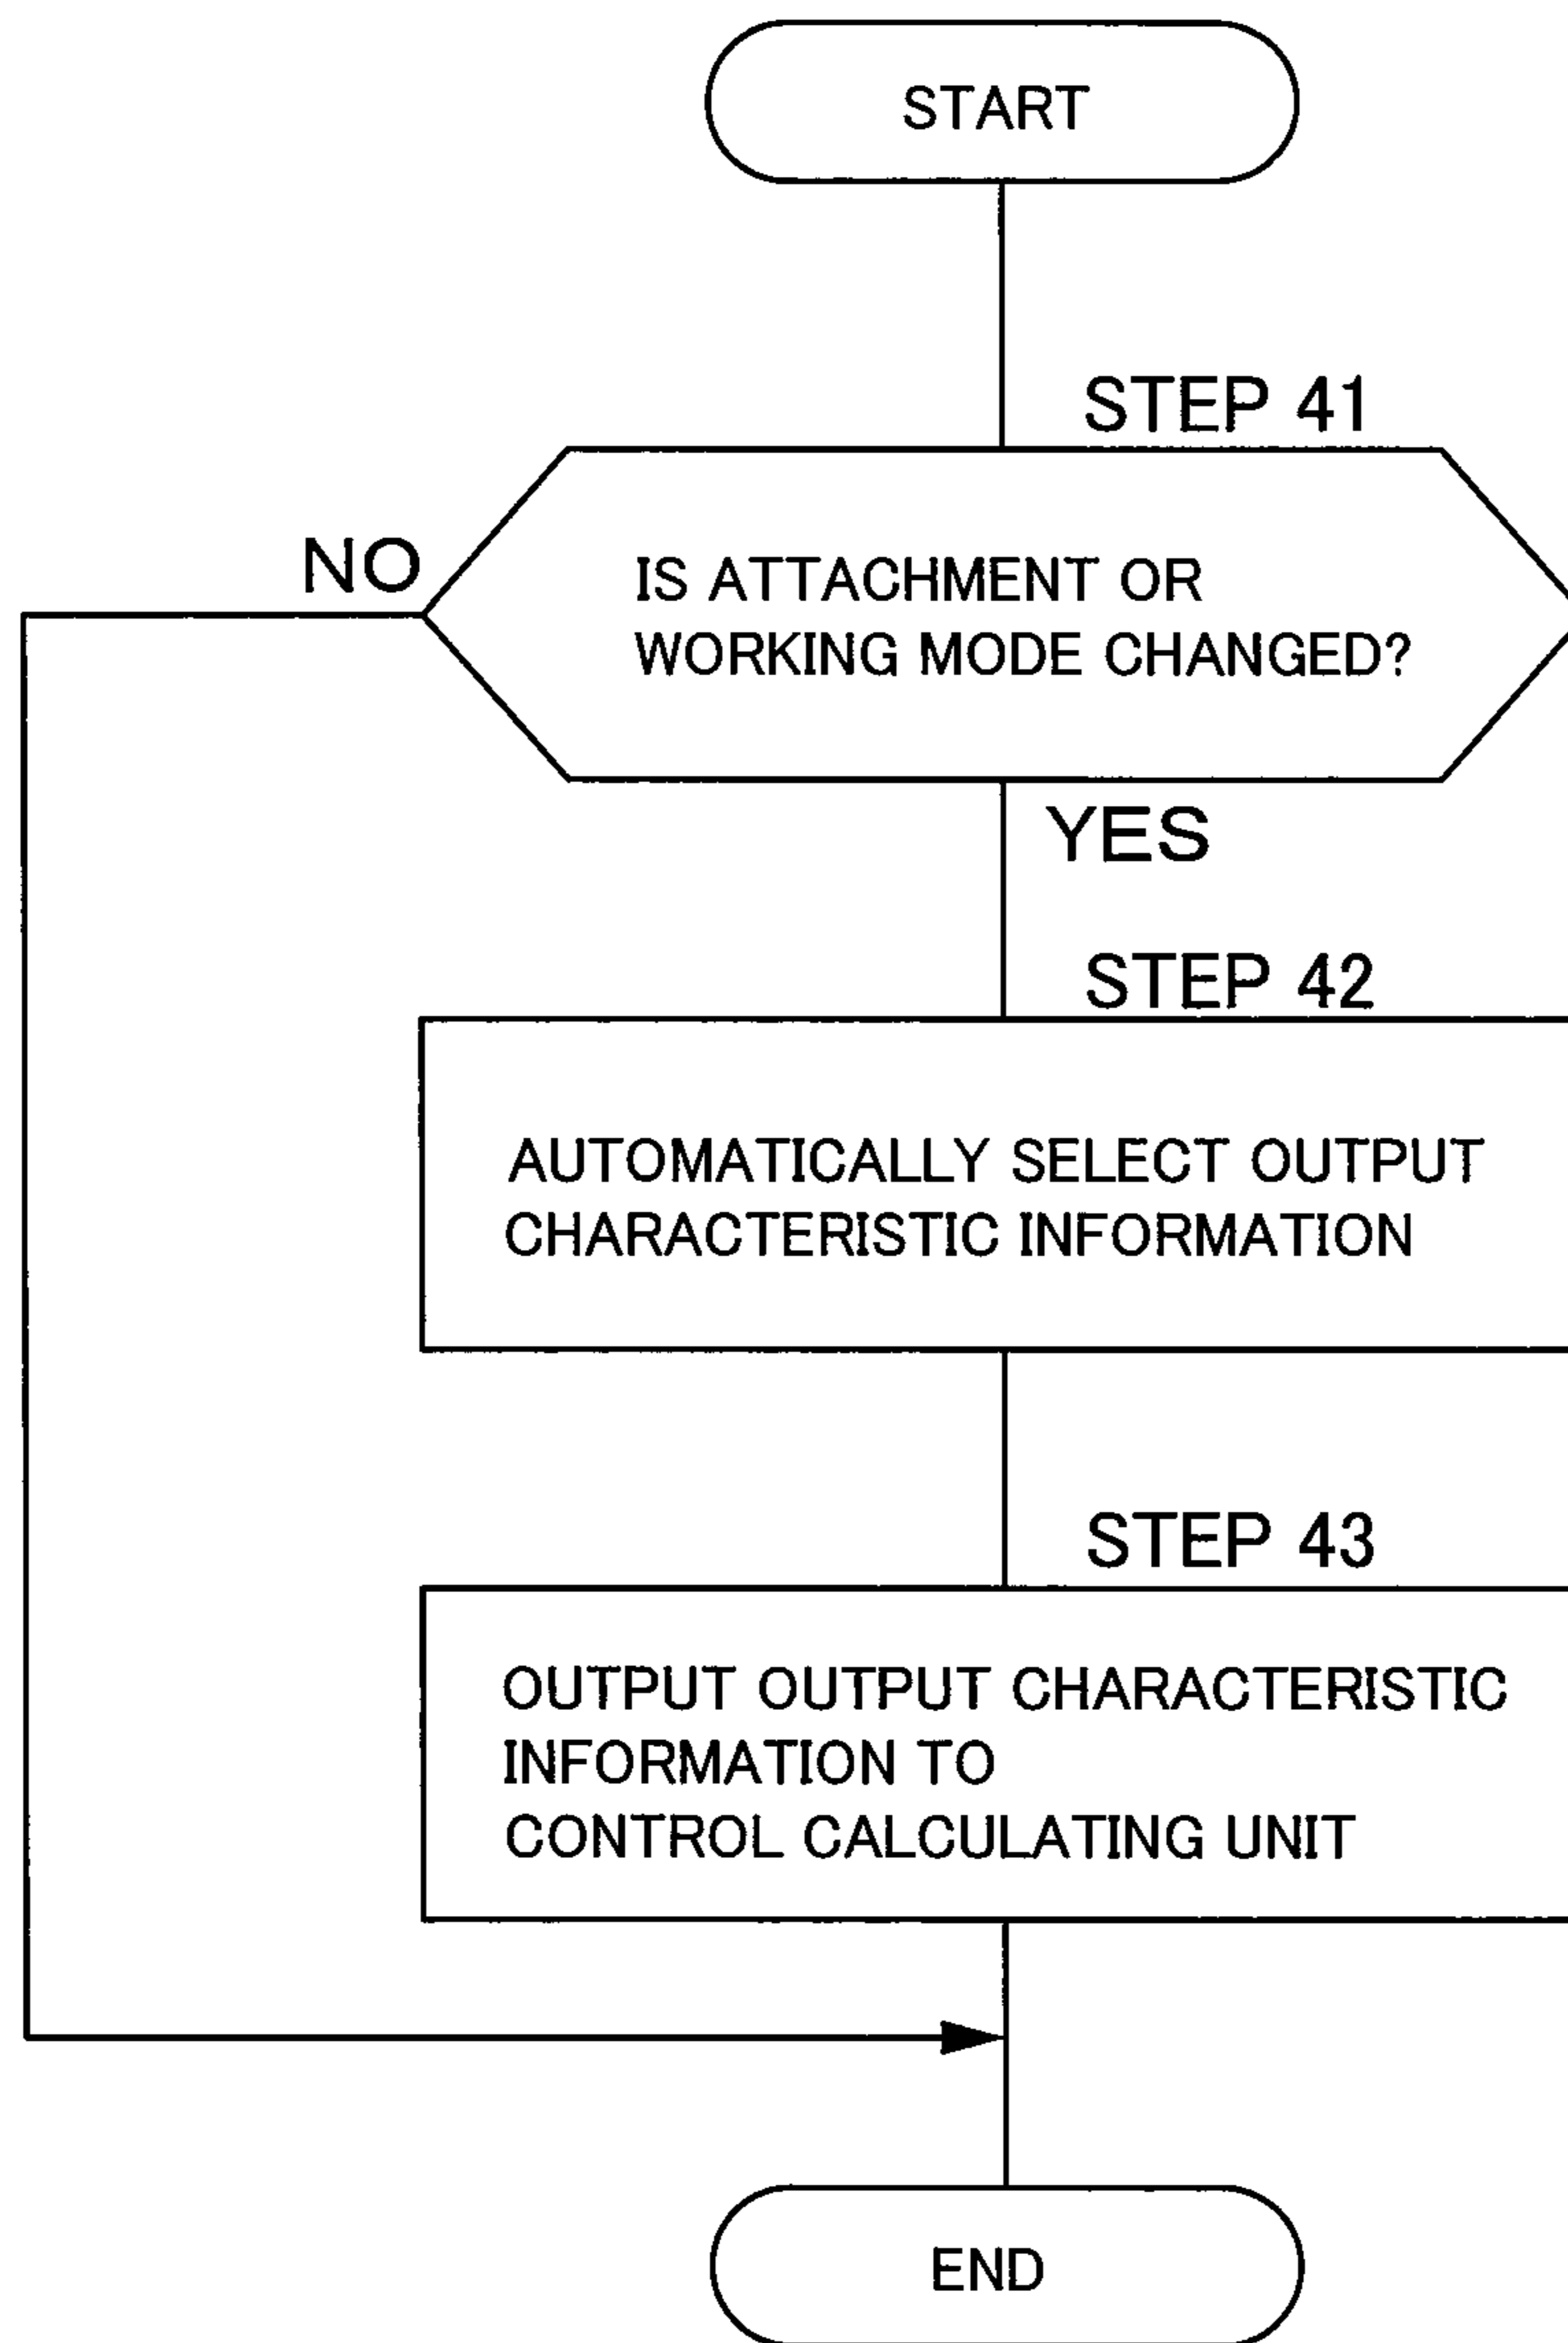 START
STEP 41
NO
IS ATTACHMENT OR
WORKING MODE CHANGED?
YES
STEP 42
AUTOMATICALLY SELECT OUTPUT
CHARACTERISTIC INFORMATION
STEP 43
OUTPUT OUTPUT CHARACTERISTIC
INFORMATION TO
CONTROL CALCULATING UNIT
END